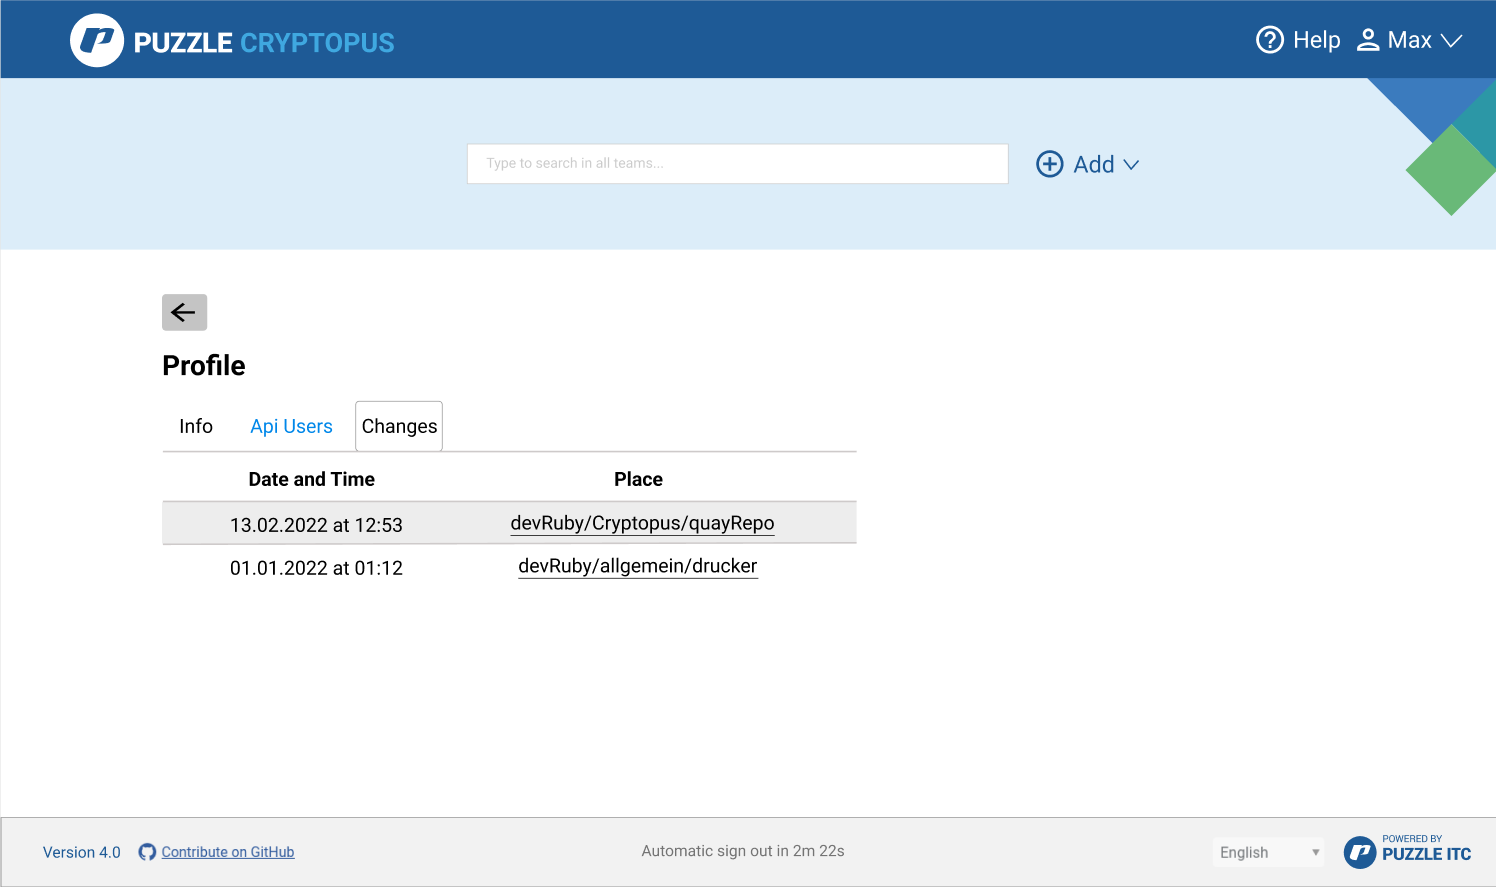 PUZZLE CRYPTOPUS
Help
Max
Type to search in all teams...
Add
Profile
Info
Api Users
Changes
Date and Time
Place
13.02.2022 at 12:53
devRuby/Cryptopus/quayRepo
01.01.2022 at 01:12
devRuby/allgemein/drucker
Version 4.0
Contribute on GitHub
Automatic sign out in 2m 22s
English
POWERED BY
PUZZLE ITC